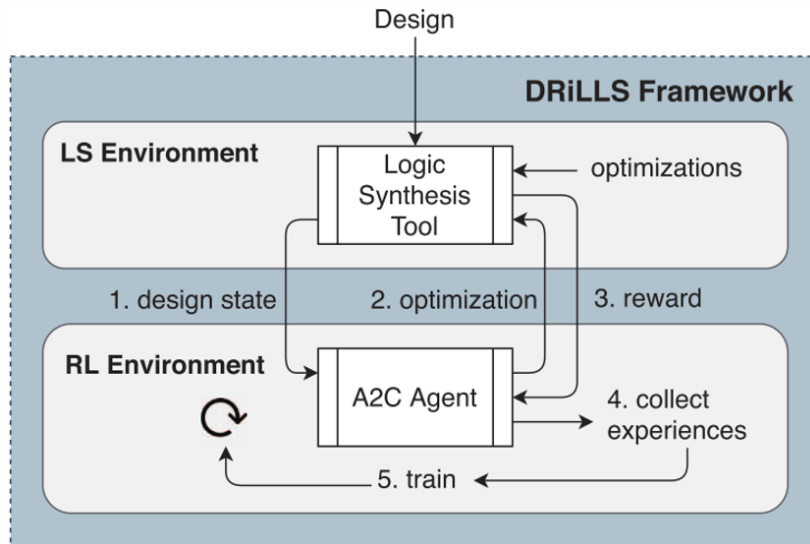 Design
DRiLLS Framework
LS Environment
Logic
Synthesis
Tool
optimizations
1. design state
2. optimization
3. reward
RL Environment
A2C Agent
4. collect
experiences
5. train